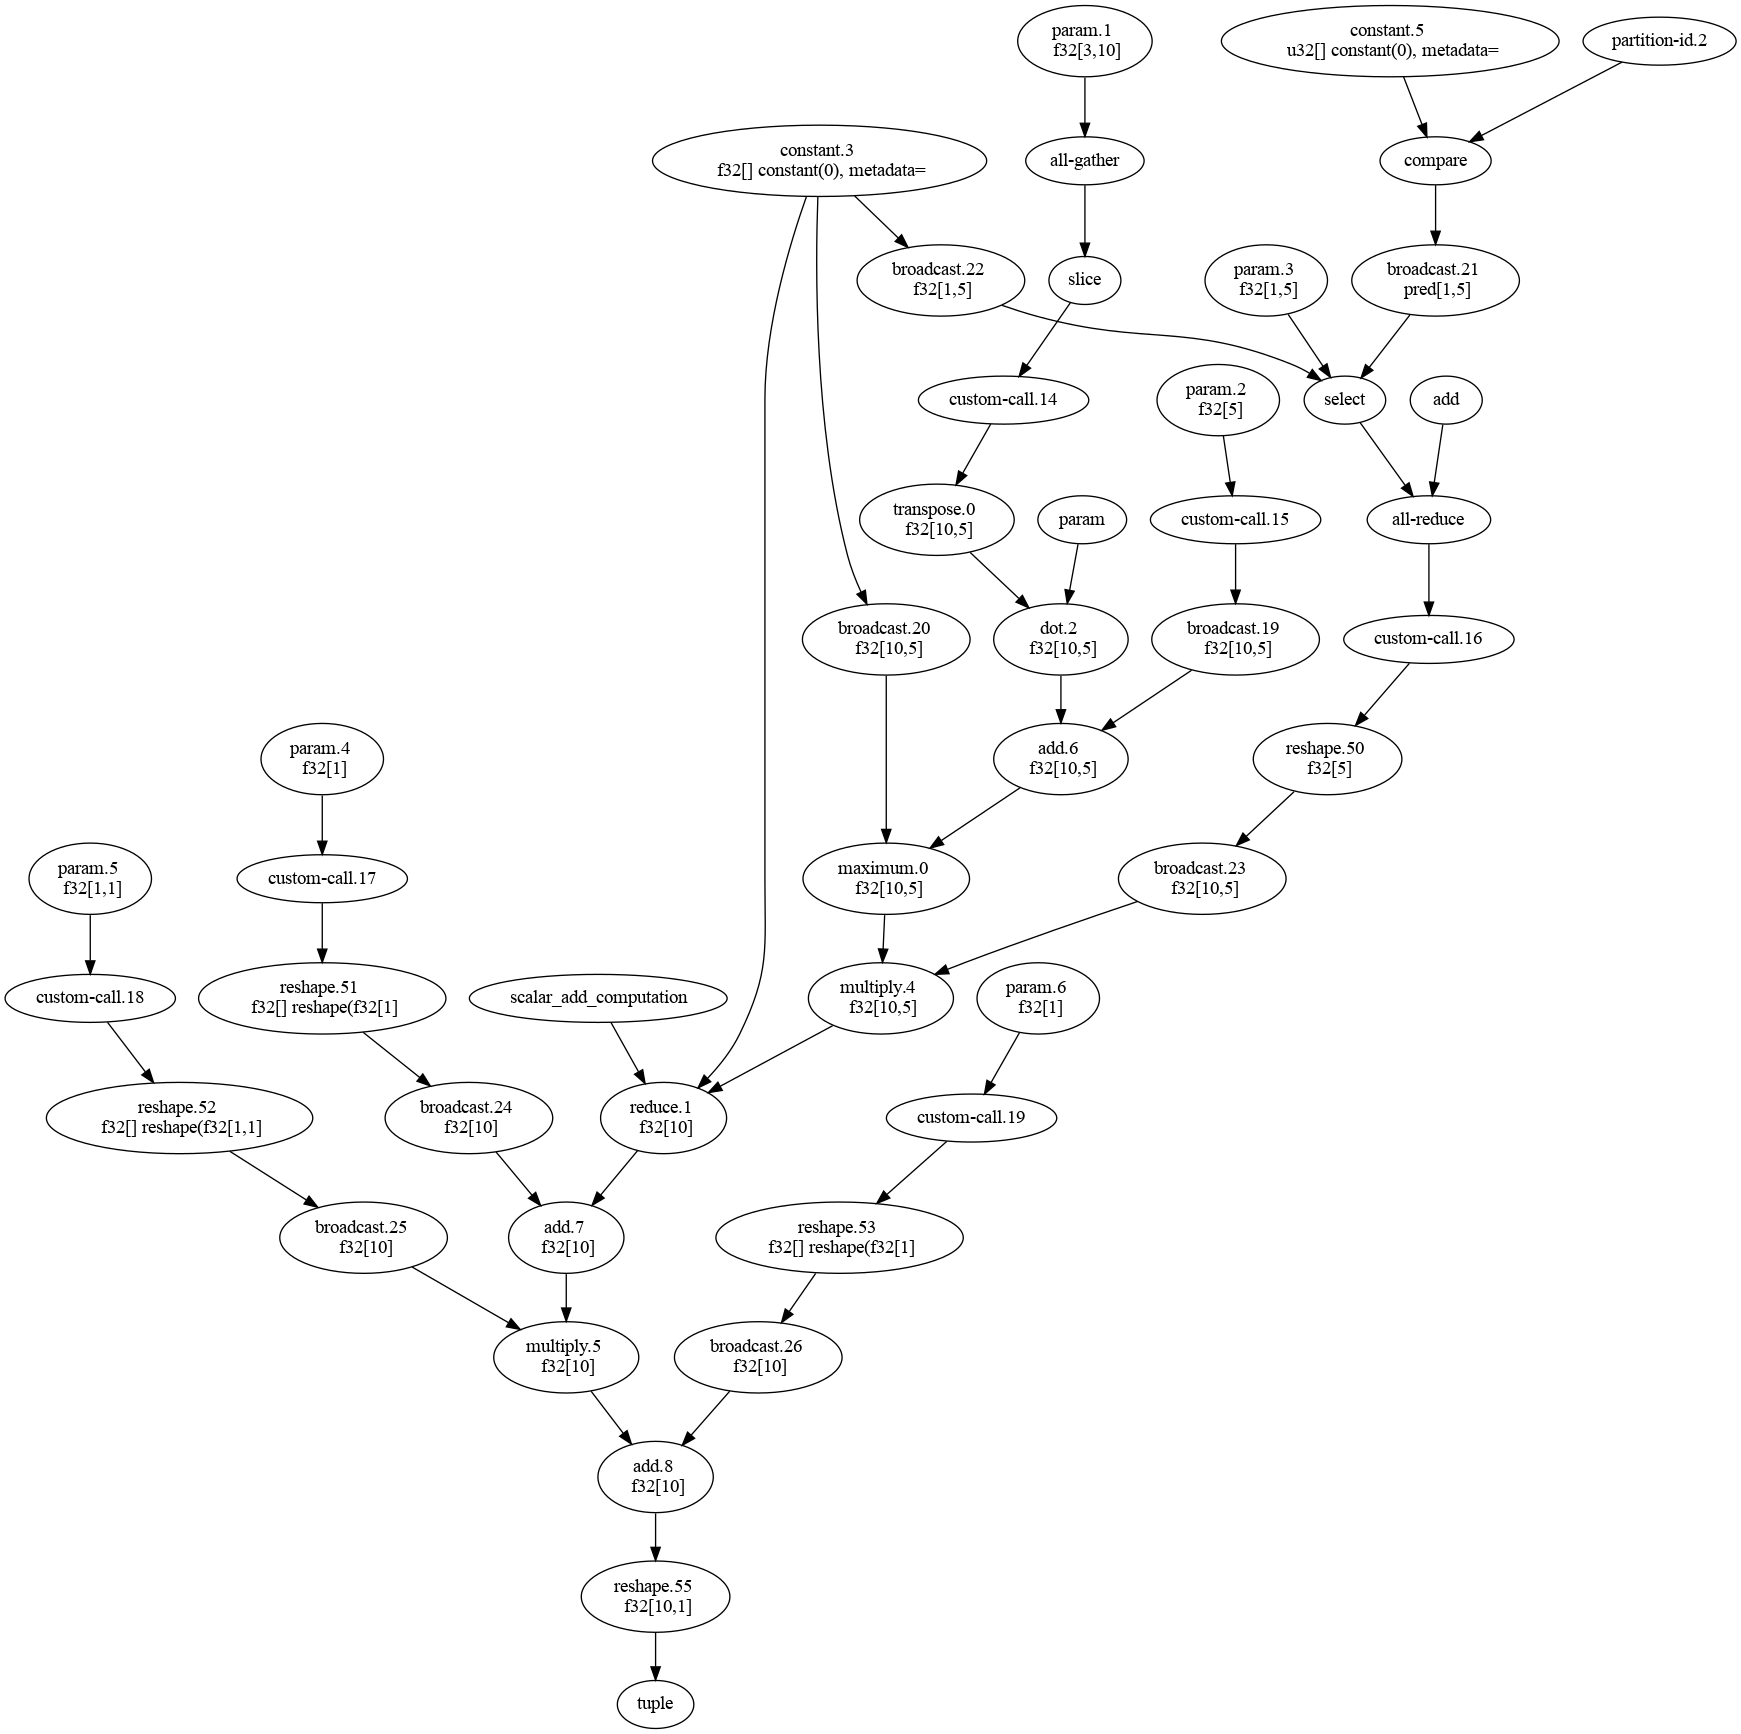 param.1
f32[3,10]
constant.5
u32[] constant(0), metadata=
partition-id.2
constant.3
f32[] constant(0), metadata=
all-gather
compare
broadcast.22
f32[1,5]
slice
param.3
f32[1,5]
broadcast.21
pred[1,5]
custom-call.14
param.2
f32[5]
select
add
transpose.0
f32[10,5]
param
custom-call.15
all-reduce
broadcast.20
f32[10,5]
dot.2
f32[10,5]
broadcast.19
f32[10,5]
custom-call.16
param.4
f32[1]
add.6
f32[10,5]
reshape.50
f32[5]
param.5
f32[1,1]
custom-call.17
maximum.0
f32[10,5]
broadcast.23
f32[10,5]
custom-call.18
reshape.51
f32[] reshape(f32[1]
scalar_add_computation
multiply.4
f32[10,5]
param.6
f32[1]
reshape.52
f32[] reshape(f32[1,1]
broadcast.24
f32[10]
reduce.1
f32[10]
custom-call.19
broadcast.25
f32[10]
add.7
f32[10]
reshape.53
f32[] reshape(f32[1]
multiply.5
f32[10]
broadcast.26
f32[10]
add.8
f32[10]
reshape.55
f32[10,1]
tuple